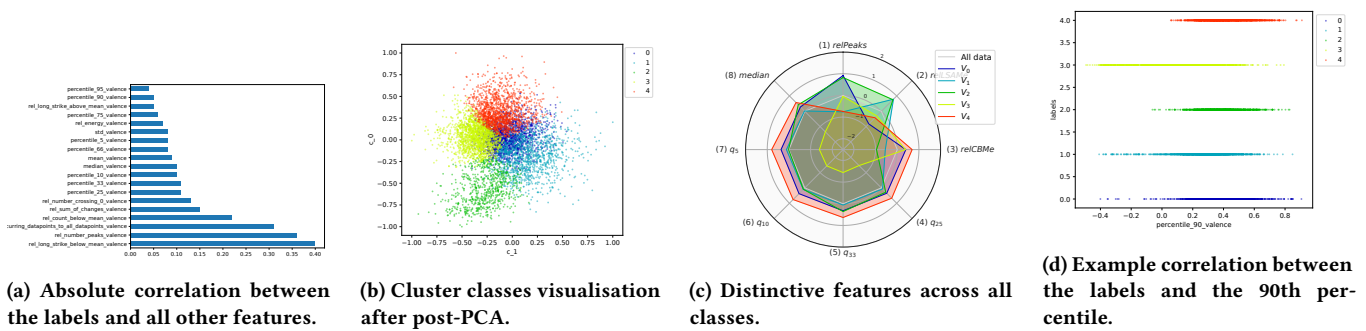 percentile_95_valence
percentile_90_valence
rel_long_strike_above_mean_valence
percentile_75_valence
rel_energy_valence
std_valence
percentile_5_valence
percentile_66_valence
mean_valence
median_valence
percentile_10_valence
percentile_33_valence
percentile_25_valence
rel_number_crossing_0_valence
rel_sum_of_changes_valence
rel_count_below_mean_valence
:urring_datapoints_to_all_datapoints_valence
rel_number_peaks_valence
rel_long_strike_below_mean_valence
0.00 0.05 0.10 0.15 0.20 0.25 0.30 0.35 0.40
(a) Absolute correlation between
the labels and all other features.
1.00
0.75
0.50
0.25
0.00
−0.25
−0.50
−0.75
−1.00
c_0
−1.00 −0.75 −0.50 −0.25 0.00 0.25 0.50 0.75 1.00
c_1
0
1
2
3
4
(b) Cluster classes visualisation
after post-PCA.
(1) relPeaks
(8) median
(7) q5
(6) q10
(5) q33
(4) q25
(3) relCBMe
(2)
2
1
0
−1
−2
All data
V0
V1
V2
V3
V4
(c) Distinctive features across all
classes.
4.0
3.5
3.0
2.5
2.0
1.5
1.0
0.5
0.0
labels
−0.4 −0.2 0.0 0.2 0.4 0.6 0.8
percentile_90_valence
0
1
2
3
4
(d) Example correlation between
the labels and the 90th per-
centile.